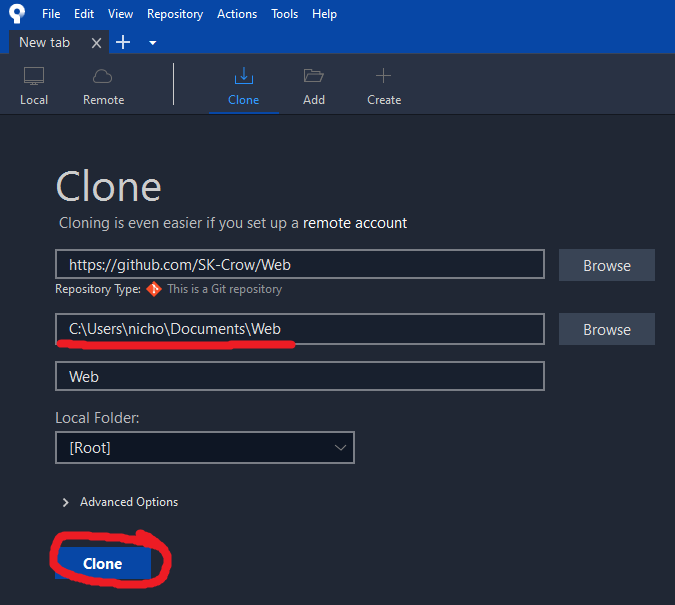 File Edit View Repository Actions Tools Help
New tab
Local Remote Clone Add Create
Clone
Cloning is even easier if you set up a remote account
https://github.com/SK-Crow/Web Browse
Repository Type: This is a Git repository
C:\Users\nicho\Documents\Web Browse
Web
Local Folder:
[Root]
Advanced Options
Clone